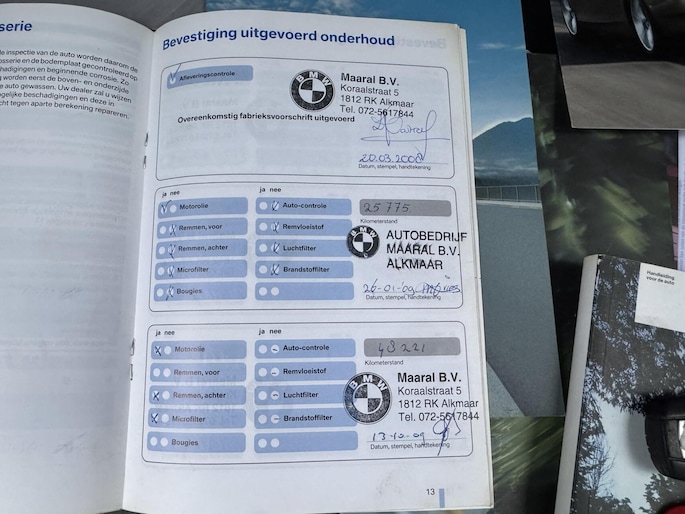 serie
e inspectie van de auto worden daarom de
osserie en de bodemplaat gecontroleerd op
hadigingen en beginnende corrosie. Zo
g worden eerst de boven- en onderzijde
e auto gewassen. Uw dealer zal u wijzen
ogelijke beschadigingen en deze in
cht tegen aparte berekening repareren.
Bevestiging uitgevoerd onderhoud
Afleveringscontrole
BMW
Maaral B.V.
Koraalstraat 5
1812 RK Alkmaar
Tel. 072-5617844
Overeenkomstig fabrieksvoorschrift uitgevoerd
20.03.2008
Datum, stempel, handtekening
ja nee
ja nee
Motorolie
Auto-controle
25.775
Remmen, voor
Remvloeistof
Kilometerstand
Remmen, achter
Luchtfilter
BMW
AUTOBEDRIJF
MAARAL B.V.
ALKMAAR
Microfilter
Brandstoffilter
Bougies
26-01-09
Datum, stempel, handtekening
ja nee
ja nee
Motorolie
Auto-controle
43221
Remmen, voor
Remvloeistof
Kilometerstand
Remmen, achter
Luchtfilter
BMW
Maaral B.V.
Koraalstraat 5
1812 RK Alkmaar
Tel. 072-5617844
Microfilter
Brandstoffilter
Bougies
13-10-09
Datum, stempel, handtekening
13
Handleiding
voor de auto